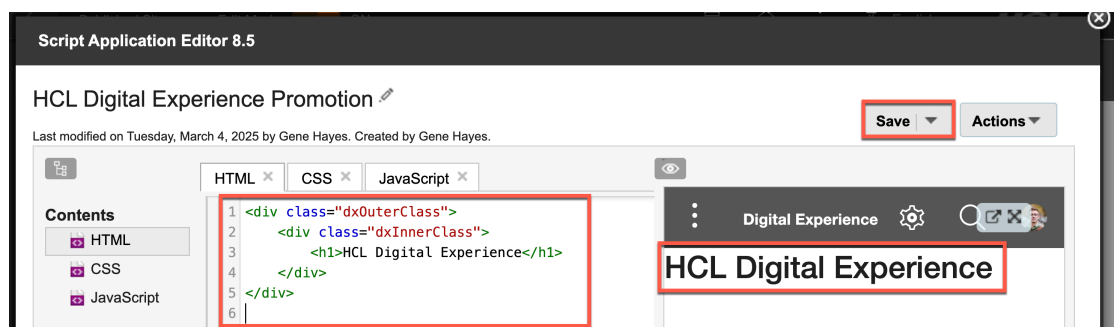 Script Application Editor 8.5
HCL Digital Experience Promotion
Last modified on Tuesday, March 4, 2025 by Gene Hayes. Created by Gene Hayes.
Save
Actions
HTML
CSS
JavaScript
Contents
HTML
CSS
JavaScript
1 <div class="dxOuterClass">
2 <div class="dxInnerClass">
3 <h1>HCL Digital Experience</h1>
4 </div>
5 </div>
6
Digital Experience
HCL Digital Experience